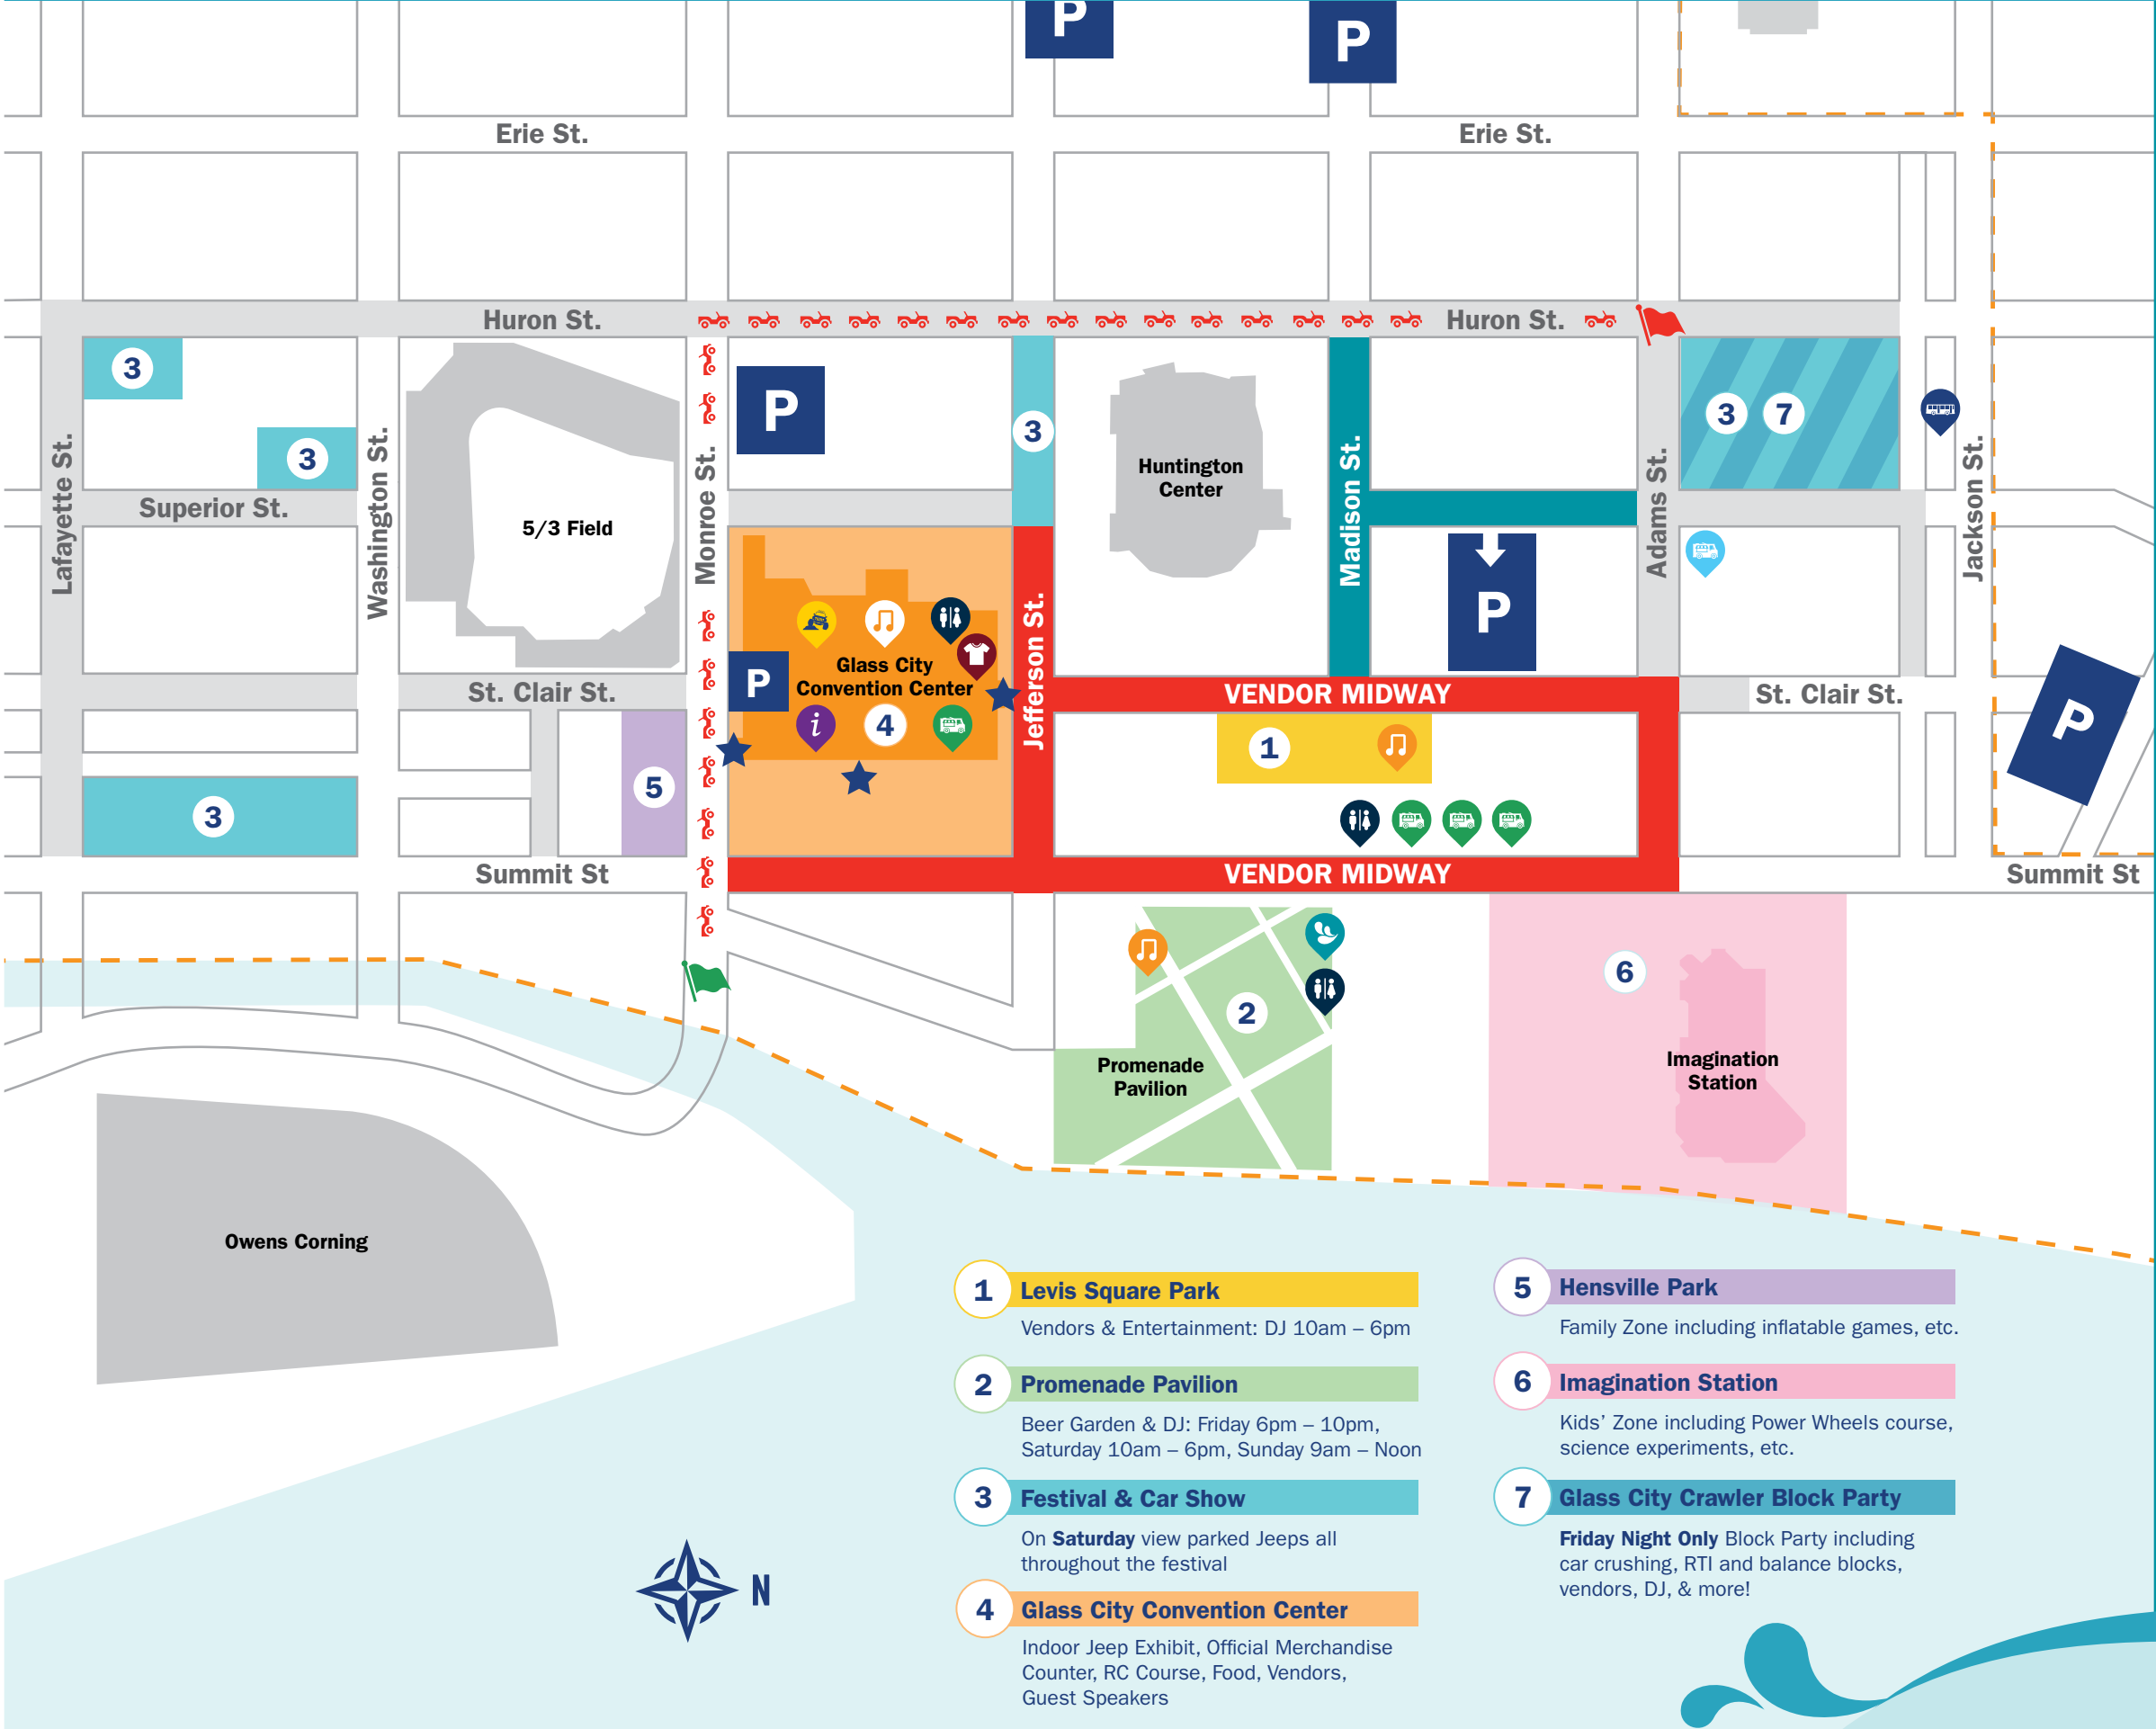 P
P
Erie St.
Erie St.
Huron St.
Huron St.
3
3
Lafayette St.
Superior St.
Washington St.
5/3 Field
Monroe St.
P
3
Huntington
Center
Madison St.
Adams St.
3
7
Jackson St.
P
P
Glass City
Convention Center
P
i
4
Jefferson St.
St. Clair St.
VENDOR MIDWAY
St. Clair St.
1
5
3
Summit St
VENDOR MIDWAY
Summit St
2
Promenade
Pavilion
6
Imagination
Station
Owens Corning
N
1
Levis Square Park
Vendors & Entertainment: DJ 10am – 6pm
2
Promenade Pavilion
Beer Garden & DJ: Friday 6pm – 10pm,
Saturday 10am – 6pm, Sunday 9am – Noon
3
Festival & Car Show
On Saturday view parked Jeeps all
throughout the festival
4
Glass City Convention Center
Indoor Jeep Exhibit, Official Merchandise
Counter, RC Course, Food, Vendors,
Guest Speakers
5
Hensville Park
Family Zone including inflatable games, etc.
6
Imagination Station
Kids’ Zone including Power Wheels course,
science experiments, etc.
7
Glass City Crawler Block Party
Friday Night Only Block Party including
car crushing, RTI and balance blocks,
vendors, DJ, & more!